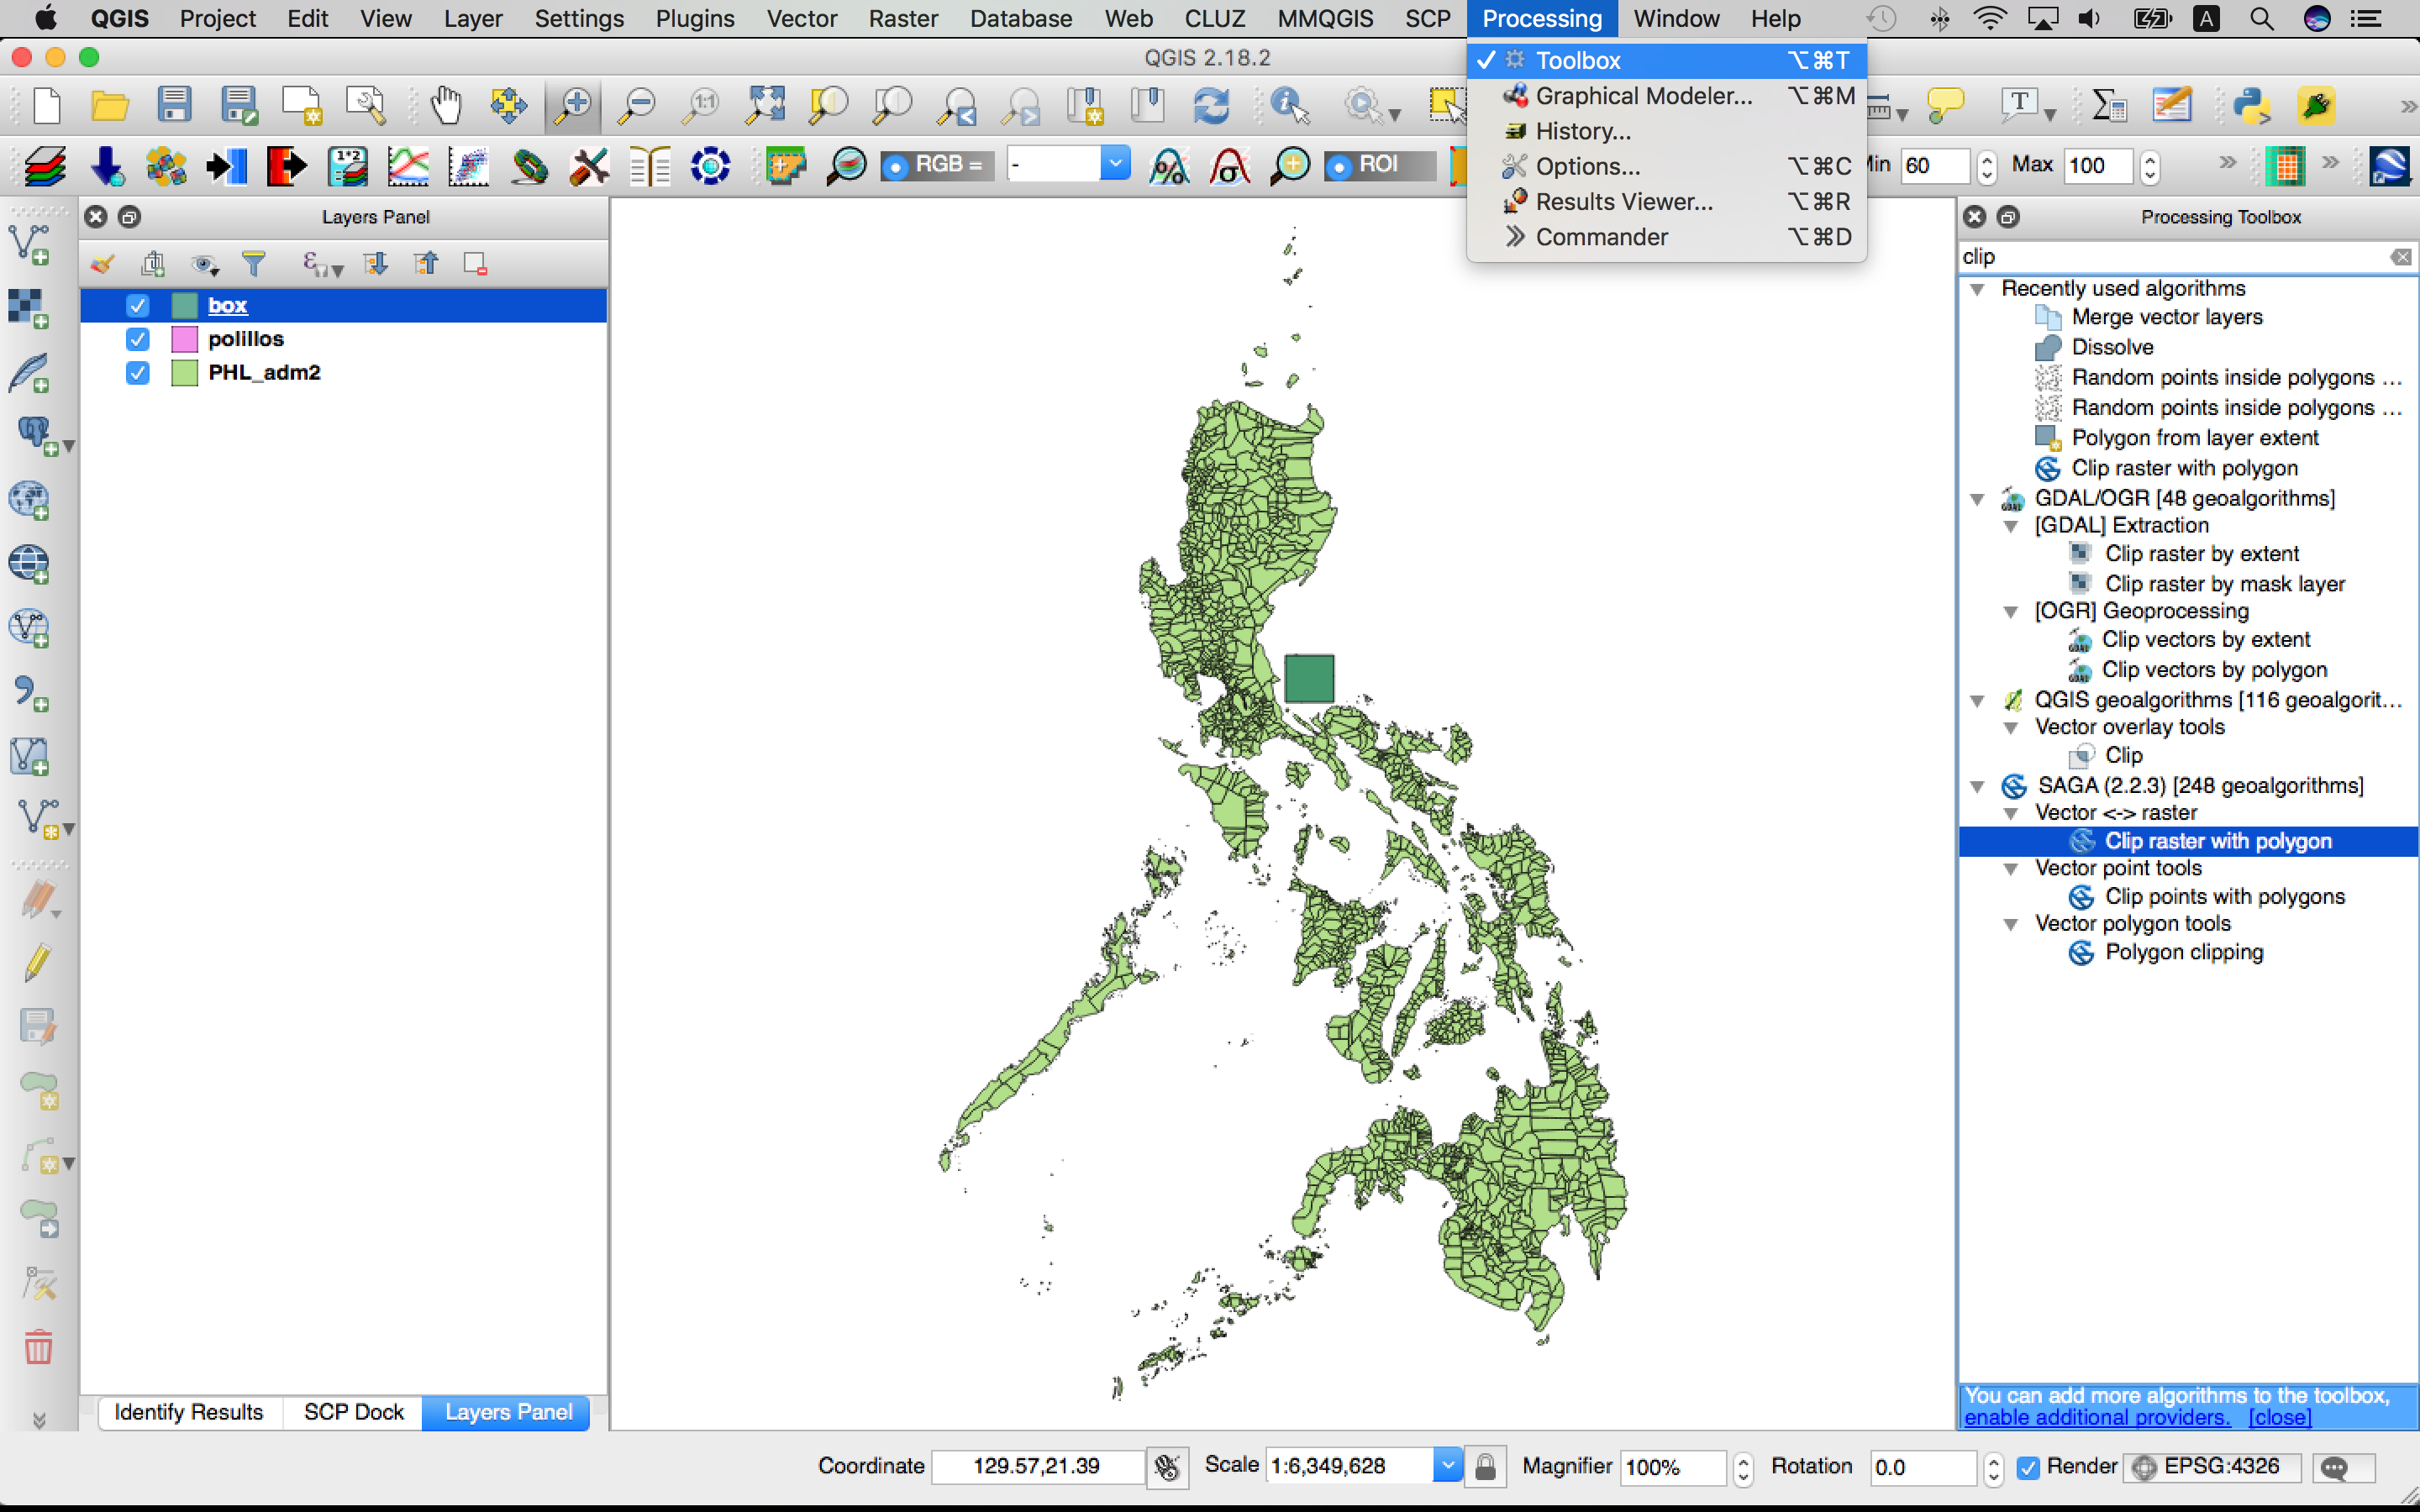 QGIS Project Edit View Layer Settings Plugins Vector Raster Database Web CLUZ MMQGIS SCP Processing Window Help
QGIS 2.18.2
Toolbox ⌥⌘T
Graphical Modeler... ⌥⌘M
History...
Options... ⌥⌘C
Results Viewer... ⌥⌘R
Commander ⌥⌘D
RGB = - ROI Min 60 Max 100
Layers Panel
box
polillos
PHL_adm2
Processing Toolbox
clip
Recently used algorithms
Merge vector layers
Dissolve
Random points inside polygons ...
Random points inside polygons ...
Polygon from layer extent
Clip raster with polygon
GDAL/OGR [48 geoalgorithms]
[GDAL] Extraction
Clip raster by extent
Clip raster by mask layer
[OGR] Geoprocessing
Clip vectors by extent
Clip vectors by polygon
QGIS geoalgorithms [116 geoalgorit...
Vector overlay tools
Clip
SAGA (2.2.3) [248 geoalgorithms]
Vector <-> raster
Clip raster with polygon
Vector point tools
Clip points with polygons
Vector polygon tools
Polygon clipping
You can add more algorithms to the toolbox,
enable additional providers. [close]
Identify Results SCP Dock Layers Panel
Coordinate 129.57,21.39 Scale 1:6,349,628 Magnifier 100% Rotation 0.0 Render EPSG:4326